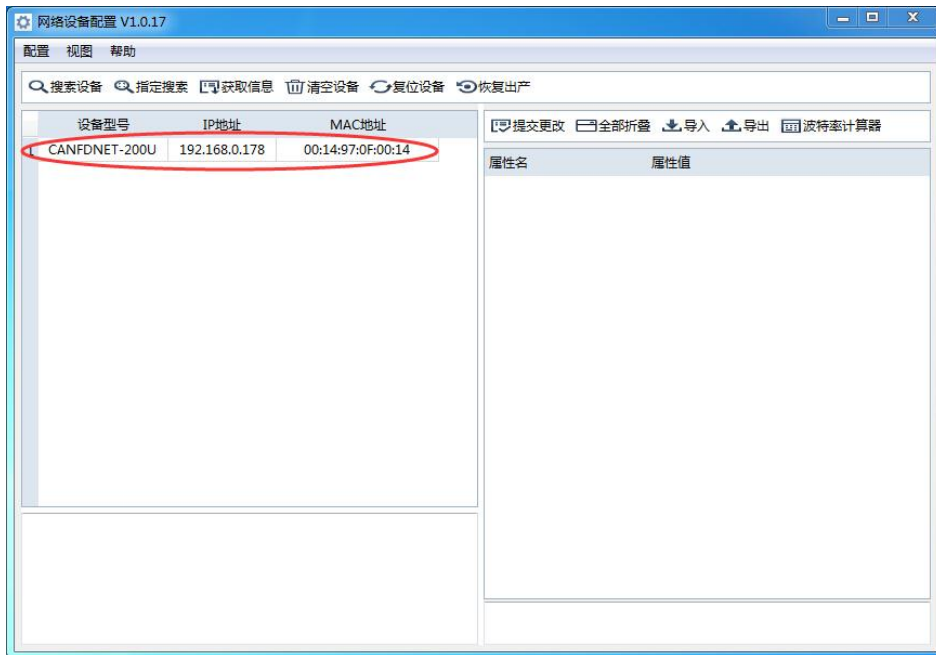 网络设备配置 V1.0.17
配置 视图 帮助
搜索设备 指定搜索 获取信息 清空设备 复位设备 恢复出产
设备型号 IP地址 MAC地址
1 CANFDNET-200U 192.168.0.178 00:14:97:0F:00:14
提交更改 全部折叠 导入 导出 波特率计算器
属性名 属性值